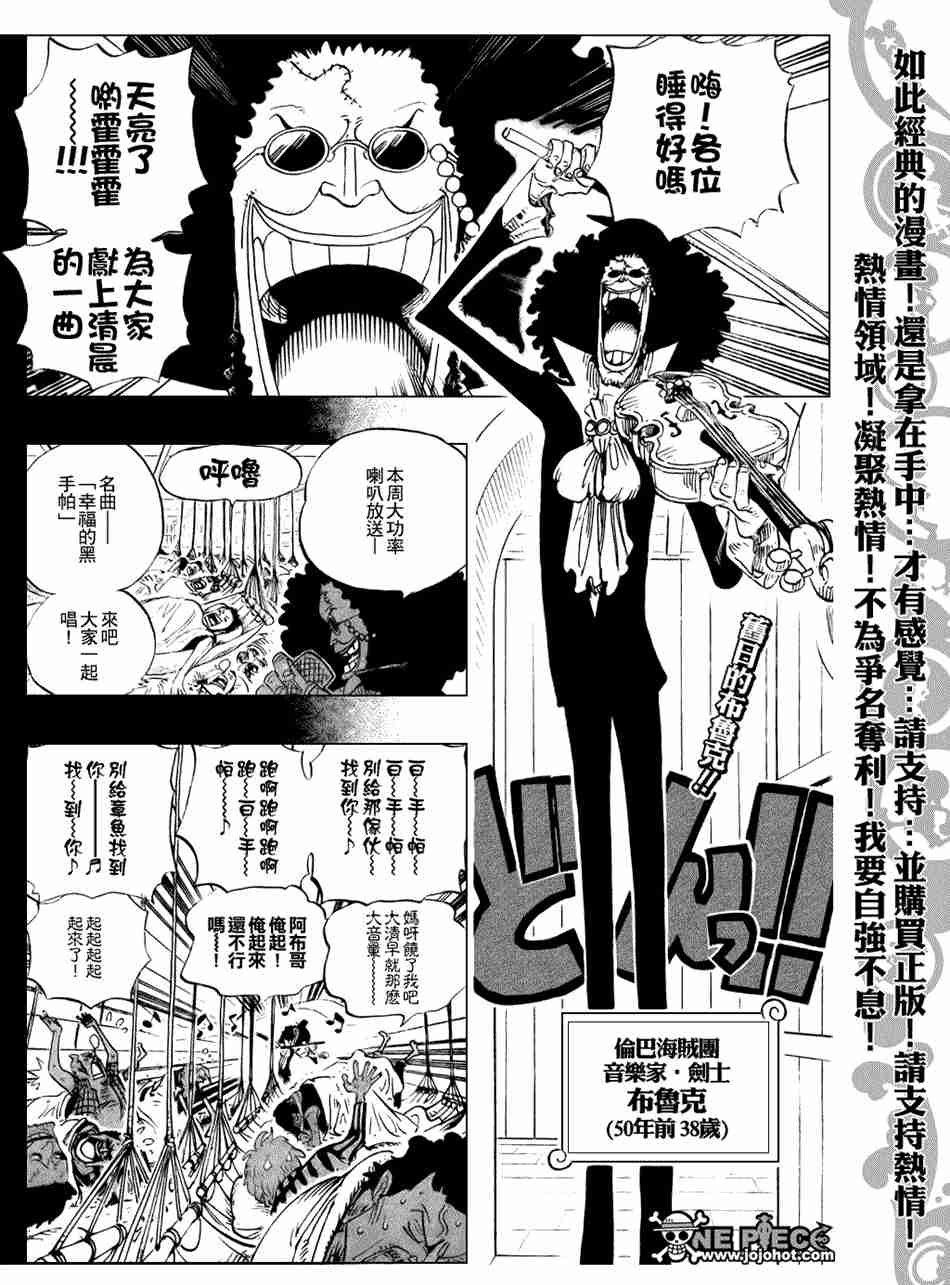 如此經典的漫畫！還是拿在手中…才有感覺…請支持…並購買正版！請支持熱情！
熱情領域！凝聚熱情！不為爭名奪利！我要自強不息！
嗨！各位
睡得好嗎
天亮了
喲霍霍霍
~~~~!!!
為大家
獻上清晨
的一曲
舊日的布魯克!!
どんっ!!
倫巴海賊團
音樂家·劍士
布魯克
(50年前 38歲)
本周大功率
喇叭放送—
呼嚕
名曲——
「幸福的黑
手帕」
來吧
大家一起
唱！
百~手~帕
百~手~帕
別給那傢伙~
找~到~你♪
跑啊跑啊
跑啊跑啊
跑~百~手
帕~♪
別給章魚找到
你————♬
找~到~你~♪
媽呀饒了我吧
大清早就那麼
大音量~~~~
阿布哥
俺起！
俺起來
還不行
嗎~！
起起起起
起來了！
ONE PIECE
www.jojohot.com